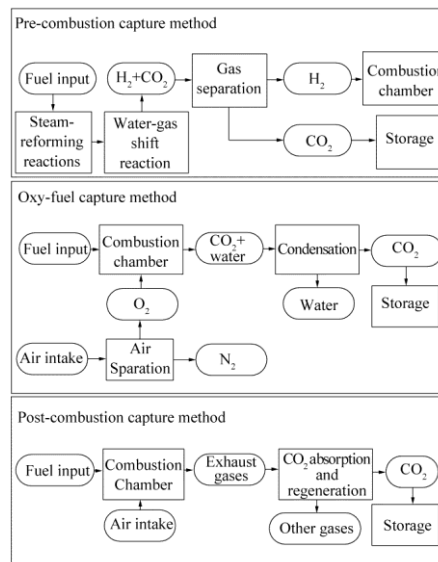 Pre-combustion capture method
Fuel input
H2+CO2
Gas
separation
H2
Combustion
chamber
Steam-
reforming
reactions
Water-gas
shift
reaction
CO2
Storage
Oxy-fuel capture method
Fuel input
Combustion
chamber
CO2+
water
Condensation
CO2
O2
Water
Storage
Air intake
Air
Sparation
N2
Post-combustion capture method
Fuel input
Combustion
Chamber
Exhaust
gases
CO2 absorption
and
regeneration
CO2
Air intake
Other gases
Storage